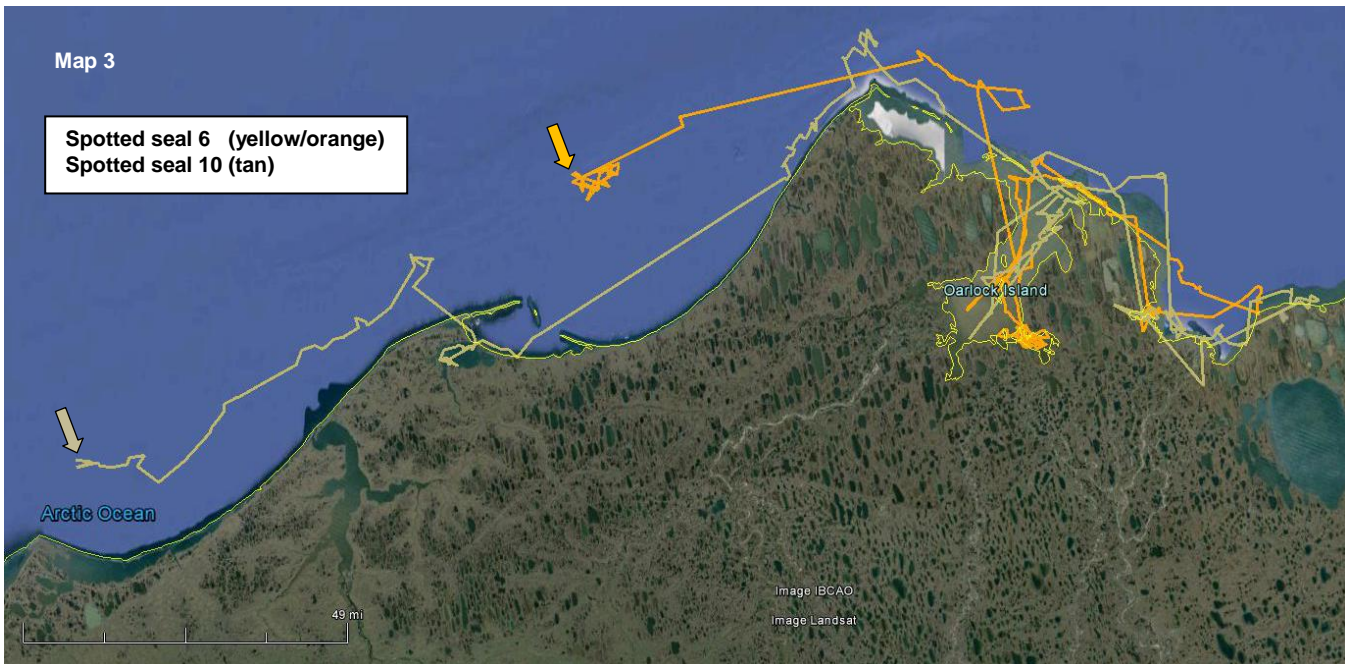 Map 3
Spotted seal 6 (yellow/orange)
Spotted seal 10 (tan)
Oarlock Island
Arctic Ocean
49 mi
Image IBCAO
Image Landsat